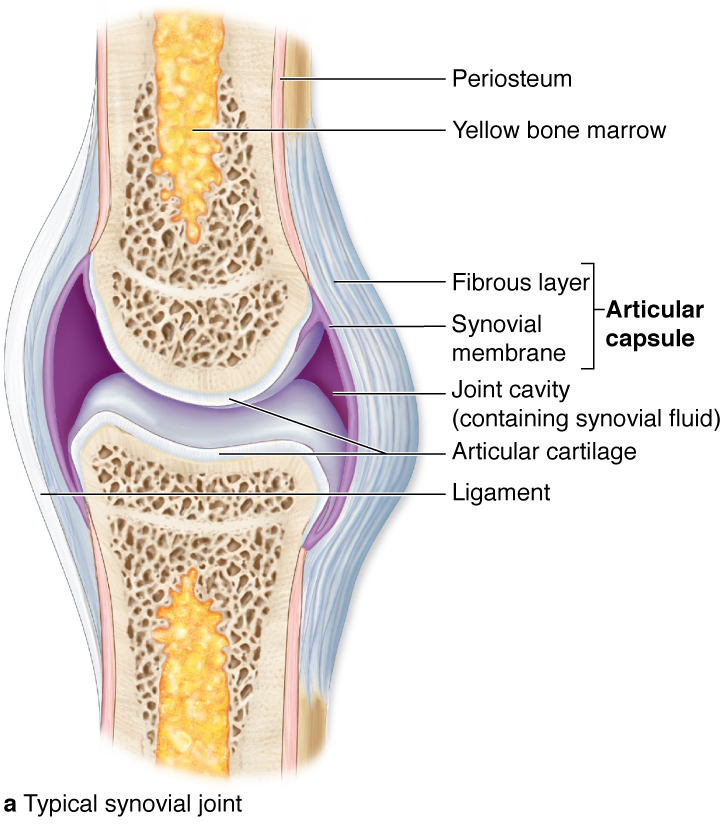 Periosteum
Yellow bone marrow
Fibrous layer
Synovial
membrane
Articular
capsule
Joint cavity
(containing synovial fluid)
Articular cartilage
Ligament
a Typical synovial joint